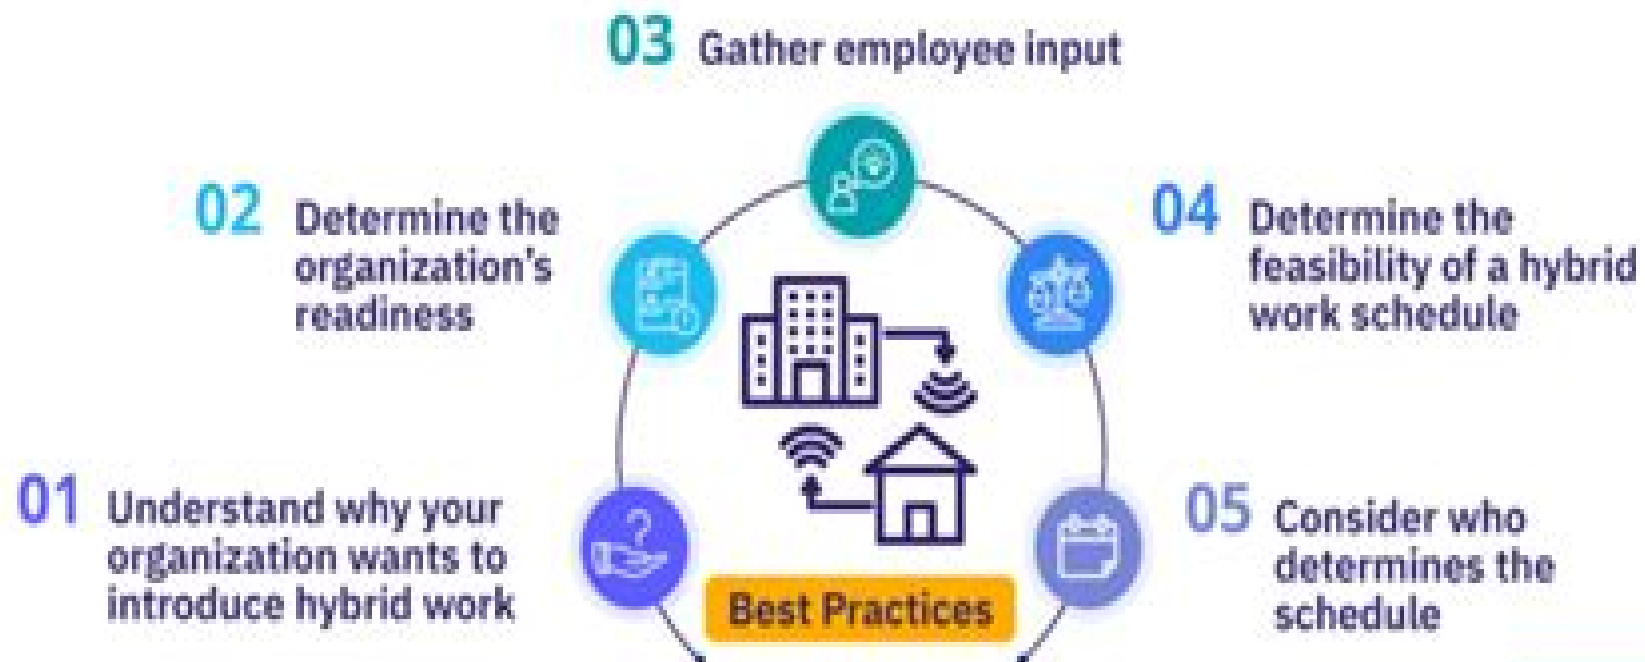 03 Gather employee input
02 Determine the
organization's
readiness
04 Determine the
feasibility of a hybrid
work schedule
01 Understand why your
organization wants to
introduce hybrid work
05 Consider who
determines the
schedule
Best Practices